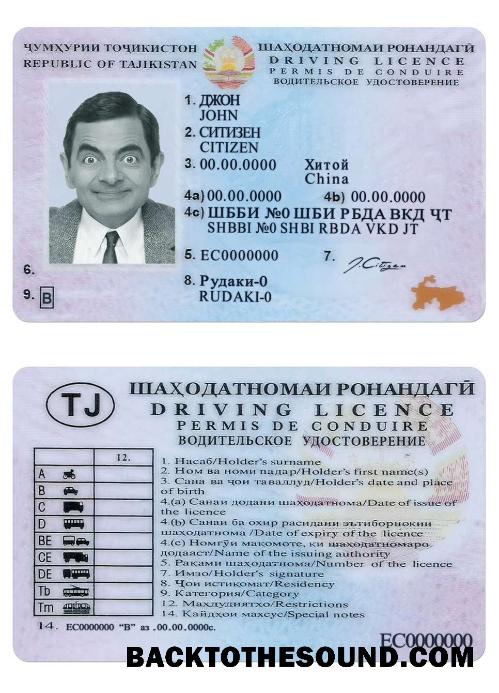 ҶУМҲУРИИ ТОҶИКИСТОН
REPUBLIC OF TAJIKISTAN
ШАҲОДАТНОМАИ РОНАНДАГӢ
DRIVING LICENCE
PERMIS DE CONDUIRE
ВОДИТЕЛЬСКОЕ УДОСТОВЕРЕНИЕ
1. ДЖОН
JOHN
2. СИТИЗЕН
CITIZEN
3. 00.00.0000 Хитой
China
4a) 00.00.0000 4b) 00.00.0000
4c) ШББИ №0 ШБИ РБДА ВКД ҶТ
SHBBI №0 SHBI RBDA VKD JT
5. EC0000000 7. J.Citizen
8. Рудаки-0
RUDAKI-0
6.
9. B
TJ
ШАҲОДАТНОМАИ РОНАНДАГӢ
DRIVING LICENCE
PERMIS DE CONDUIRE
ВОДИТЕЛЬСКОЕ УДОСТОВЕРЕНИЕ
12.
A
B
C
D
BE
CE
DE
Tb
Tm
1. Насаб/Holder's surname
2. Ном ва номи падар/Holder's first name(s)
3. Сана ва ҷои таваллуд/Holder's date and place
of birth
4.(a) Санаи додани шаҳодатнома/Date of issue of
the licence
4.(b) Санаи ба охир расидани эътиборнокии
шаҳодатнома /Date of expiry of the licence
4.(c) Номгӯи мақомоте, ки шаҳодатномаро
додааст/Name of the issuing authority
5. Рақами шаҳодатнома/Number of the licence
7. Имзо/Holder's signature
8. Ҷои истиқомат/Residency
9. Категория/Category
12. Маҳдудиятҳо/Restrictions
14. Қайдҳои махсус/Special notes
14. EC0000000 "B" аз .00.00.0000с.
EC0000000
BACKTOTHESOUND.COM